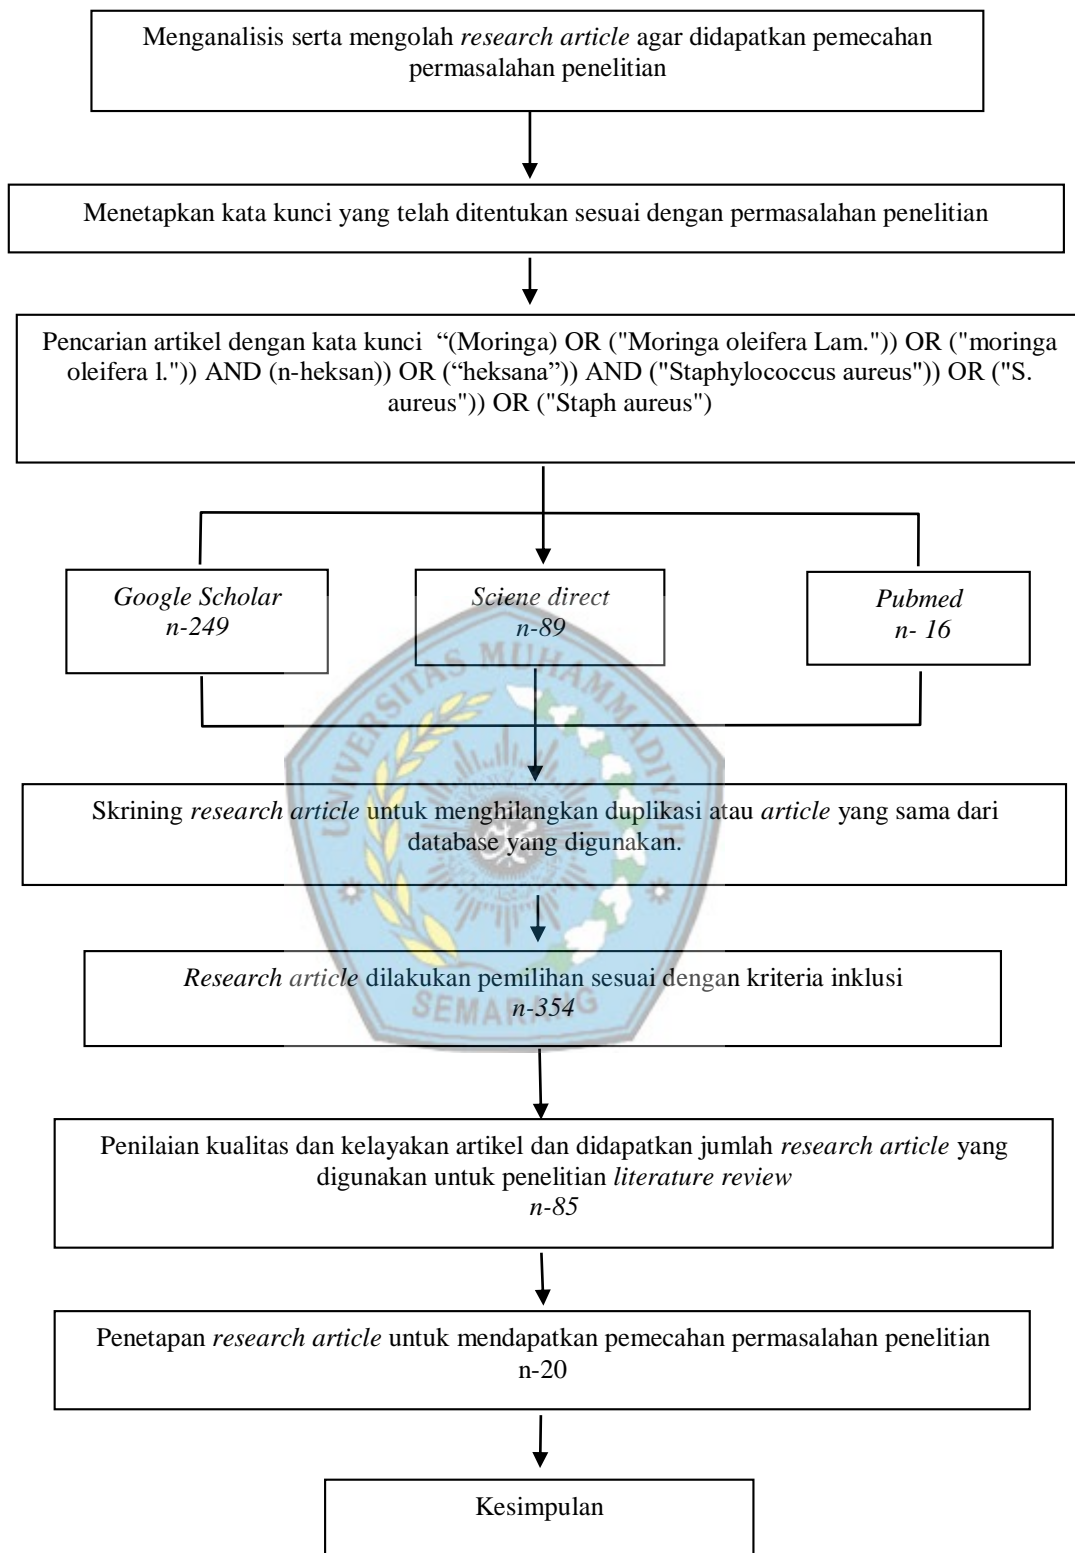 Menganalisis serta mengolah research article agar didapatkan pemecahan
permasalahan penelitian
Menetapkan kata kunci yang telah ditentukan sesuai dengan permasalahan penelitian
Pencarian artikel dengan kata kunci “(Moringa) OR ("Moringa oleifera Lam.")) OR ("moringa
oleifera l.")) AND (n-heksan)) OR (“heksana”)) AND ("Staphylococcus aureus")) OR ("S.
aureus")) OR ("Staph aureus")
Google Scholar
n-249
Sciene direct
n-89
Pubmed
n- 16
UNIVERSITAS MUHAMMADIYAH
Skrining research article untuk menghilangkan duplikasi atau article yang sama dari
database yang digunakan.
Research article dilakukan pemilihan sesuai dengan kriteria inklusi
n-354
SEMARANG
Penilaian kualitas dan kelayakan artikel dan didapatkan jumlah research article yang
digunakan untuk penelitian literature review
n-85
Penetapan research article untuk mendapatkan pemecahan permasalahan penelitian
n-20
Kesimpulan